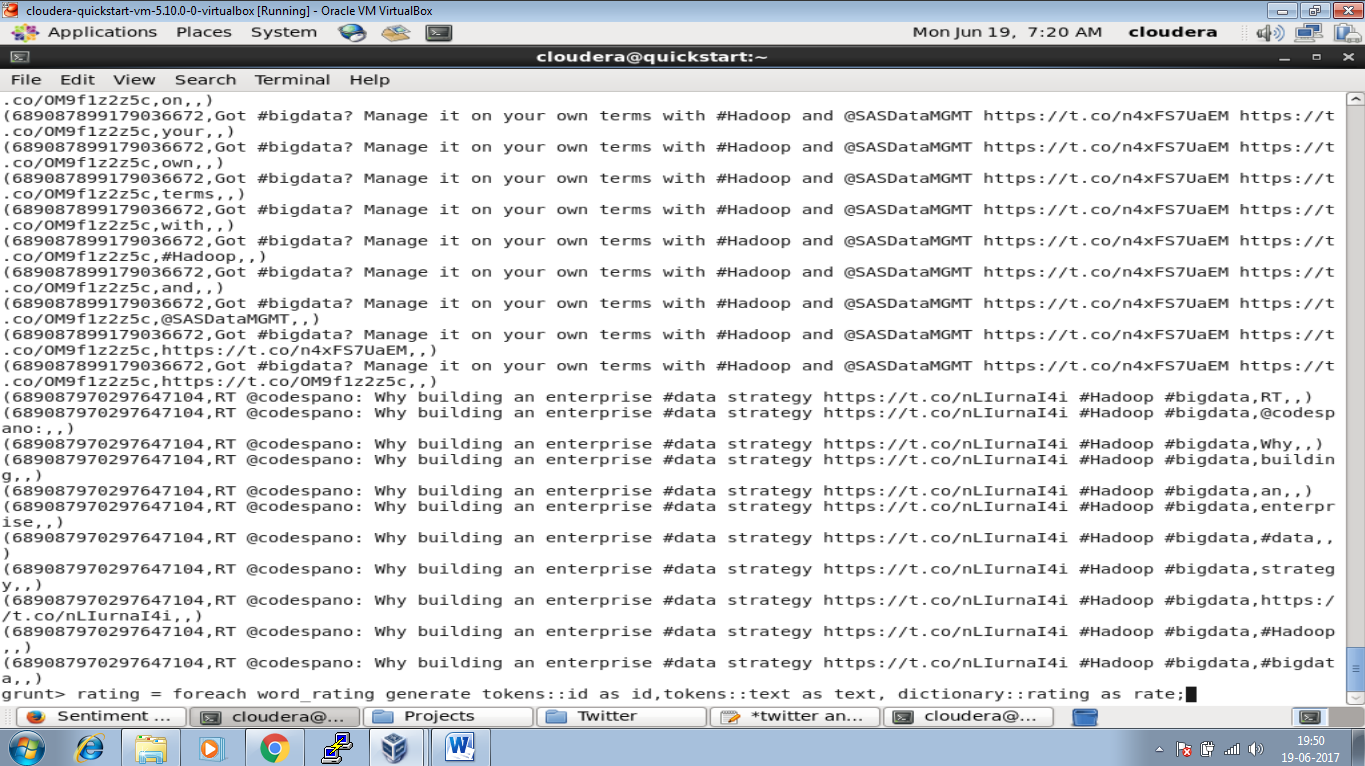 cloudera-quickstart-vm-5.10.0-0-virtualbox [Running] - Oracle VM VirtualBox
Applications Places System Mon Jun 19, 7:20 AM cloudera
cloudera@quickstart:~
File Edit View Search Terminal Help
.co/OM9f1z2z5c,on,,)
(689087899179036672,Got #bigdata? Manage it on your own terms with #Hadoop and @SASDataMGMT https://t.co/n4xFS7UaEM https://t
.co/OM9f1z2z5c,your,,)
(689087899179036672,Got #bigdata? Manage it on your own terms with #Hadoop and @SASDataMGMT https://t.co/n4xFS7UaEM https://t
.co/OM9f1z2z5c,own,,)
(689087899179036672,Got #bigdata? Manage it on your own terms with #Hadoop and @SASDataMGMT https://t.co/n4xFS7UaEM https://t
.co/OM9f1z2z5c,terms,,)
(689087899179036672,Got #bigdata? Manage it on your own terms with #Hadoop and @SASDataMGMT https://t.co/n4xFS7UaEM https://t
.co/OM9f1z2z5c,with,,)
(689087899179036672,Got #bigdata? Manage it on your own terms with #Hadoop and @SASDataMGMT https://t.co/n4xFS7UaEM https://t
.co/OM9f1z2z5c,#Hadoop,,)
(689087899179036672,Got #bigdata? Manage it on your own terms with #Hadoop and @SASDataMGMT https://t.co/n4xFS7UaEM https://t
.co/OM9f1z2z5c,and,,)
(689087899179036672,Got #bigdata? Manage it on your own terms with #Hadoop and @SASDataMGMT https://t.co/n4xFS7UaEM https://t
.co/OM9f1z2z5c,@SASDataMGMT,,)
(689087899179036672,Got #bigdata? Manage it on your own terms with #Hadoop and @SASDataMGMT https://t.co/n4xFS7UaEM https://t
.co/OM9f1z2z5c,https://t.co/n4xFS7UaEM,,)
(689087899179036672,Got #bigdata? Manage it on your own terms with #Hadoop and @SASDataMGMT https://t.co/n4xFS7UaEM https://t
.co/OM9f1z2z5c,https://t.co/OM9f1z2z5c,,)
(689087970297647104,RT @codespano: Why building an enterprise #data strategy https://t.co/nLIurnaI4i #Hadoop #bigdata,RT,,)
(689087970297647104,RT @codespano: Why building an enterprise #data strategy https://t.co/nLIurnaI4i #Hadoop #bigdata,@codesp
ano:,,)
(689087970297647104,RT @codespano: Why building an enterprise #data strategy https://t.co/nLIurnaI4i #Hadoop #bigdata,Why,,)
(689087970297647104,RT @codespano: Why building an enterprise #data strategy https://t.co/nLIurnaI4i #Hadoop #bigdata,buildin
g,,)
(689087970297647104,RT @codespano: Why building an enterprise #data strategy https://t.co/nLIurnaI4i #Hadoop #bigdata,an,,)
(689087970297647104,RT @codespano: Why building an enterprise #data strategy https://t.co/nLIurnaI4i #Hadoop #bigdata,enterpr
ise,,)
(689087970297647104,RT @codespano: Why building an enterprise #data strategy https://t.co/nLIurnaI4i #Hadoop #bigdata,#data,,
)
(689087970297647104,RT @codespano: Why building an enterprise #data strategy https://t.co/nLIurnaI4i #Hadoop #bigdata,strateg
y,,)
(689087970297647104,RT @codespano: Why building an enterprise #data strategy https://t.co/nLIurnaI4i #Hadoop #bigdata,https:/
/t.co/nLIurnaI4i,,)
(689087970297647104,RT @codespano: Why building an enterprise #data strategy https://t.co/nLIurnaI4i #Hadoop #bigdata,#Hadoop
,,)
(689087970297647104,RT @codespano: Why building an enterprise #data strategy https://t.co/nLIurnaI4i #Hadoop #bigdata,#bigdat
a,,)
grunt> rating = foreach word_rating generate tokens::id as id,tokens::text as text, dictionary::rating as rate;
Sentiment ... cloudera@... Projects Twitter *twitter an... cloudera@...
19:50
19-06-2017